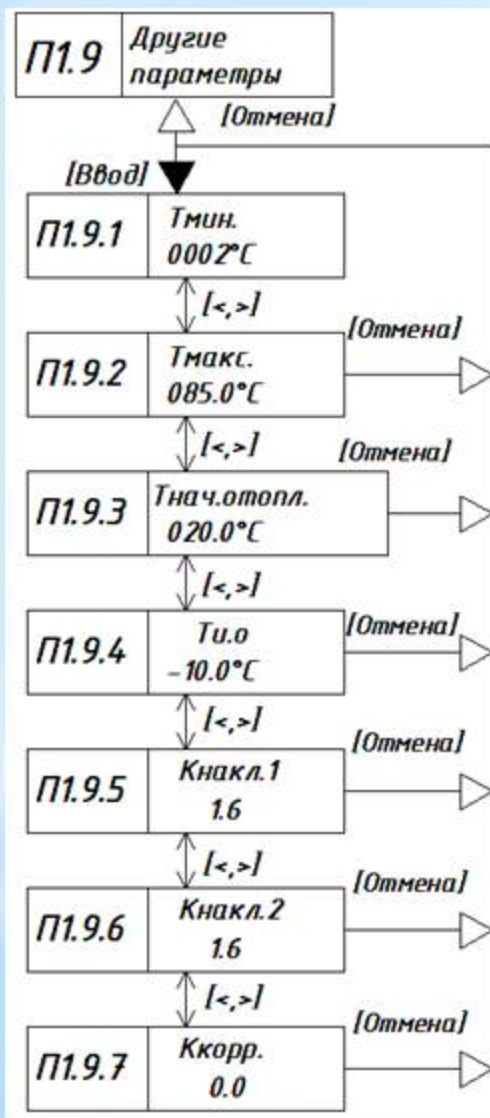 П1.9
Другие
параметры
[Отмена]
[Ввод]
П1.9.1
Тмин.
0002°С
[<,>]
[Отмена]
П1.9.2
Тмакс.
085.0°С
[<,>]
[Отмена]
П1.9.3
Тнач.отопл.
020.0°С
[<,>]
[Отмена]
П1.9.4
Ти.о
-10.0°С
[<,>]
[Отмена]
П1.9.5
Кнакл.1
1.6
[<,>]
[Отмена]
П1.9.6
Кнакл.2
1.6
[<,>]
[Отмена]
П1.9.7
Ккорр.
0.0